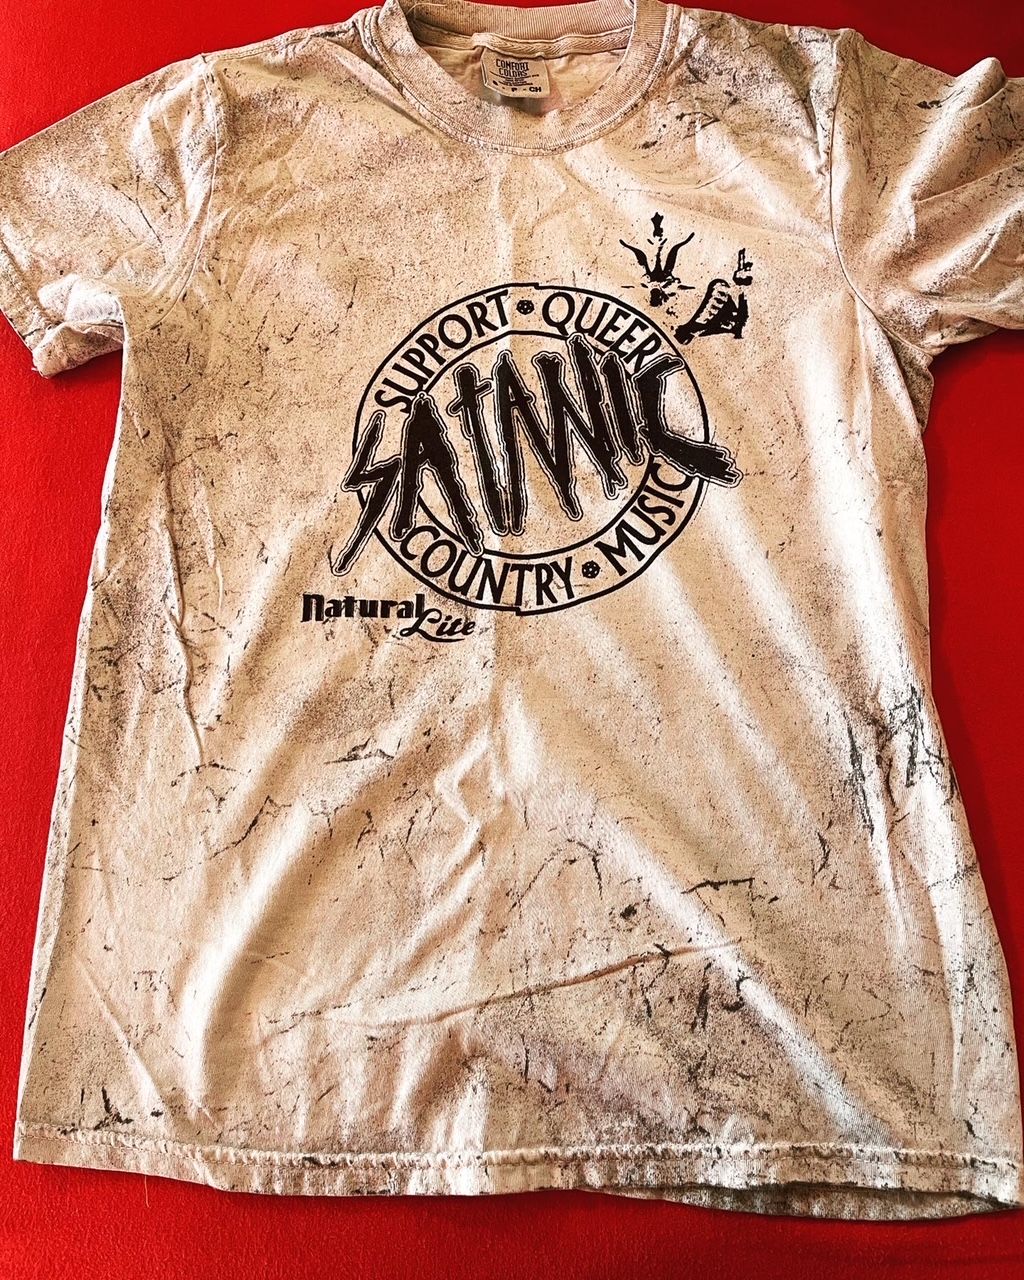 COMFORT
COLORS
SUPPORT • QUEER
SATANIC
COUNTRY • MUSIC
Natural
Lite